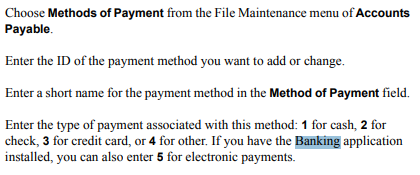 Choose Methods of Payment from the File Maintenance menu of Accounts
Payable.
Enter the ID of the payment method you want to add or change.
Enter a short name for the payment method in the Method of Payment field.
Enter the type of payment associated with this method: 1 for cash, 2 for
check, 3 for credit card, or 4 for other. If you have the Banking application
installed, you can also enter 5 for electronic payments.